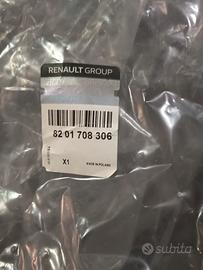 RENAULT GROUP
82 01 708 306
X1
MADE IN POLAND
subito